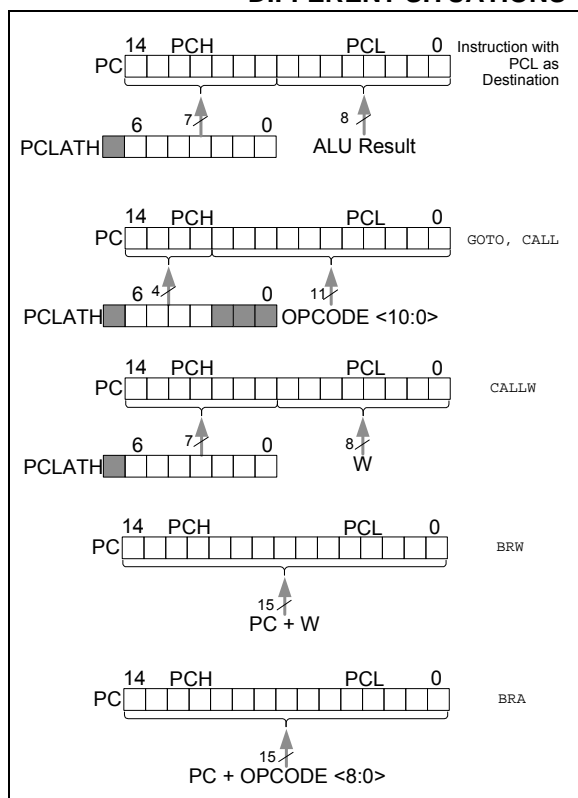 DIFFERENT SITUATIONS
14 PCH PCL 0
PC
Instruction with
PCL as
Destination
6 7 0 8
PCLATH
ALU Result
14 PCH PCL 0
PC
GOTO, CALL
6 4 0 11
PCLATH
OPCODE <10:0>
14 PCH PCL 0
PC
CALLW
6 7 0 8
PCLATH
W
14 PCH PCL 0
PC
BRW
15
PC + W
14 PCH PCL 0
PC
BRA
15
PC + OPCODE <8:0>